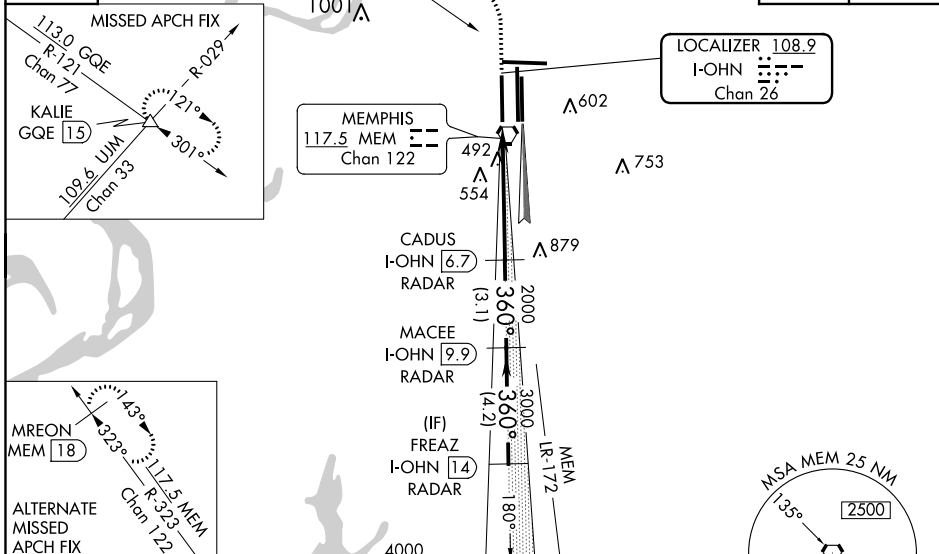 1001
MISSED APCH FIX
113.0 GQE
R-121
Chan 77
R-029
KALIE
GQE 15
121°
301°
109.6 UJM
Chan 33
LOCALIZER 108.9
I-OHN
Chan 26
MEMPHIS
117.5 MEM
Chan 122
602
492
554
753
879
CADUS
I-OHN 6.7
RADAR
2000
360°
(3.1)
MACEE
I-OHN 9.9
RADAR
3000
360°
(4.2)
(IF)
FREAZ
I-OHN 14
RADAR
MEM
LR-172
180°
4000
MREON
MEM 18
143°
323°
117.5 MEM
R-323
Chan 122
ALTERNATE
MISSED
APCH FIX
MSA MEM 25 NM
135°
2500